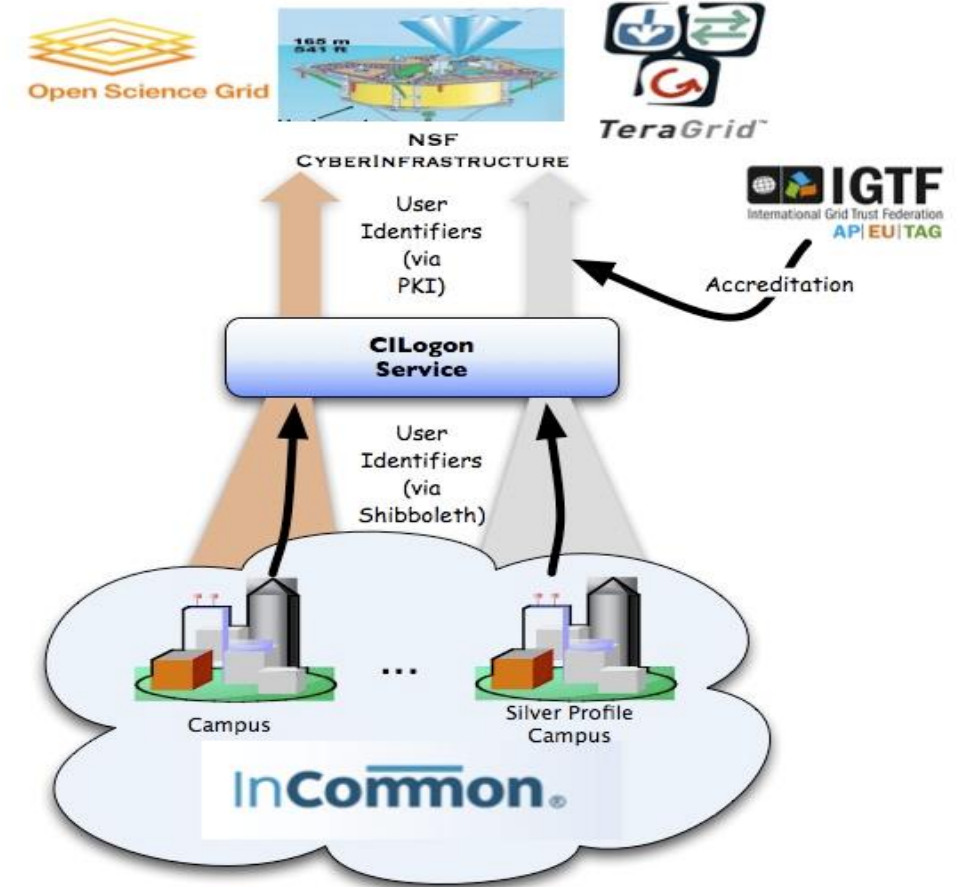 165 m
541 ft
Open Science Grid
TeraGrid™
NSF
CYBERINFRASTRUCTURE
IGTF
International Grid Trust Federation
AP|EU|TAG
User
Identifiers
(via
PKI)
Accreditation
CILogon
Service
User
Identifiers
(via
Shibboleth)
...
Campus
Silver Profile
Campus
InCommon®